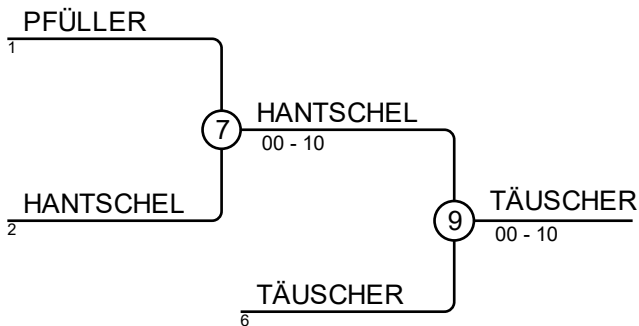 PFÜLLER
1
7
HANTSCHEL
00 - 10
HANTSCHEL
2
9
TÄUSCHER
00 - 10
TÄUSCHER
6